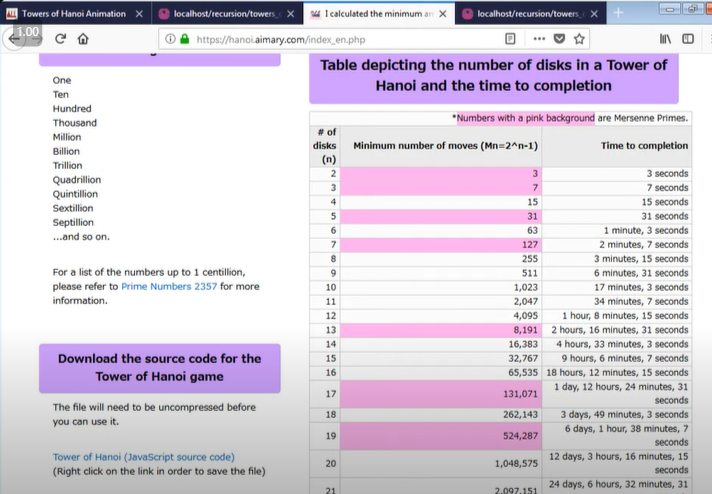 Towers of Hanoi Animation
localhost/recursion/towers_
I calculated the minimum an
localhost/recursion/towers_
1.00
https://hanoi.aimary.com/index_en.php
One
Ten
Hundred
Thousand
Million
Billion
Trillion
Quadrillion
Quintillion
Sextillion
Septillion
...and so on.
For a list of the numbers up to 1 centillion,
please refer to Prime Numbers 2357 for more
information.
Download the source code for the
Tower of Hanoi game
The file will need to be uncompressed before
you can use it.
Tower of Hanoi (JavaScript source code)
(Right click on the link in order to save the file)
Table depicting the number of disks in a Tower of
Hanoi and the time to completion
*Numbers with a pink background are Mersenne Primes.
# of disks (n) Minimum number of moves (Mn=2^n-1) Time to completion
2 3 3 seconds
3 7 7 seconds
4 15 15 seconds
5 31 31 seconds
6 63 1 minute, 3 seconds
7 127 2 minutes, 7 seconds
8 255 3 minutes, 15 seconds
9 511 6 minutes, 31 seconds
10 1,023 17 minutes, 3 seconds
11 2,047 34 minutes, 7 seconds
12 4,095 1 hour, 8 minutes, 15 seconds
13 8,191 2 hours, 16 minutes, 31 seconds
14 16,383 4 hours, 33 minutes, 3 seconds
15 32,767 9 hours, 6 minutes, 7 seconds
16 65,535 18 hours, 12 minutes, 15 seconds
17 131,071 1 day, 12 hours, 24 minutes, 31 seconds
18 262,143 3 days, 49 minutes, 3 seconds
19 524,287 6 days, 1 hour, 38 minutes, 7 seconds
20 1,048,575 12 days, 3 hours, 16 minutes, 15 seconds
21 2,097,151 24 days, 6 hours, 32 minutes, 31